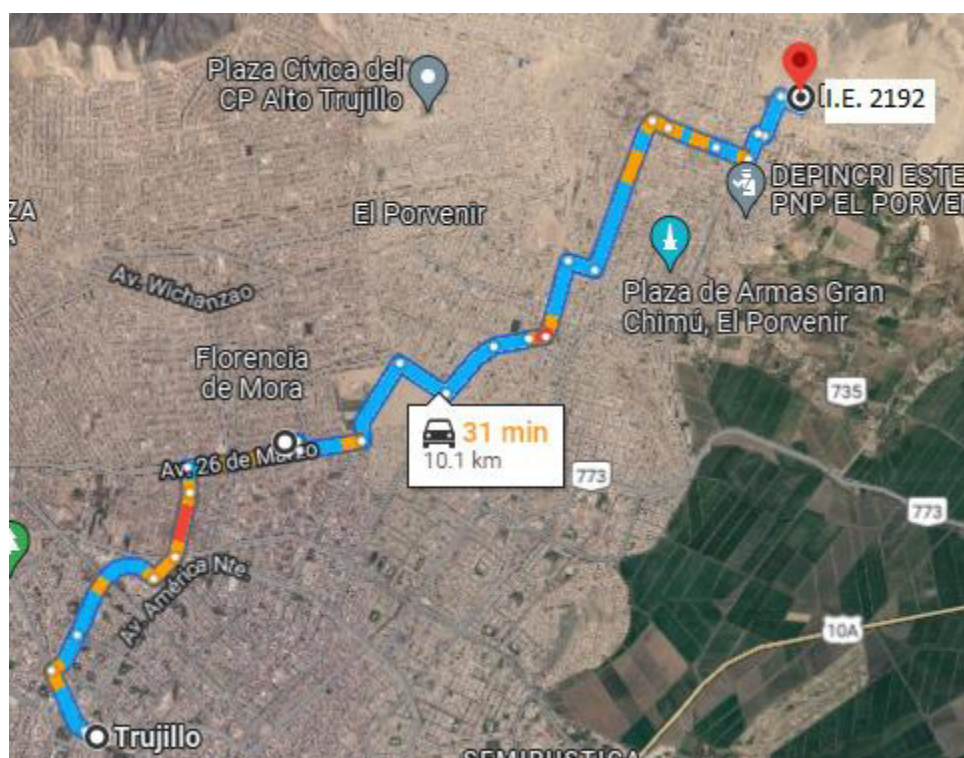 Plaza Cívica del
CP Alto Trujillo
I.E. 2192
DEPINCRI ESTE
PNP EL PORVEN
ZA
A
El Porvenir
Av. Wichanzao
Plaza de Armas Gran
Chimú, El Porvenir
Florencia
de Mora
735
31 min
10.1 km
Av. 26 de Marzo
773
773
Av. América Nte.
10A
Trujillo
SEMIRUSTICA